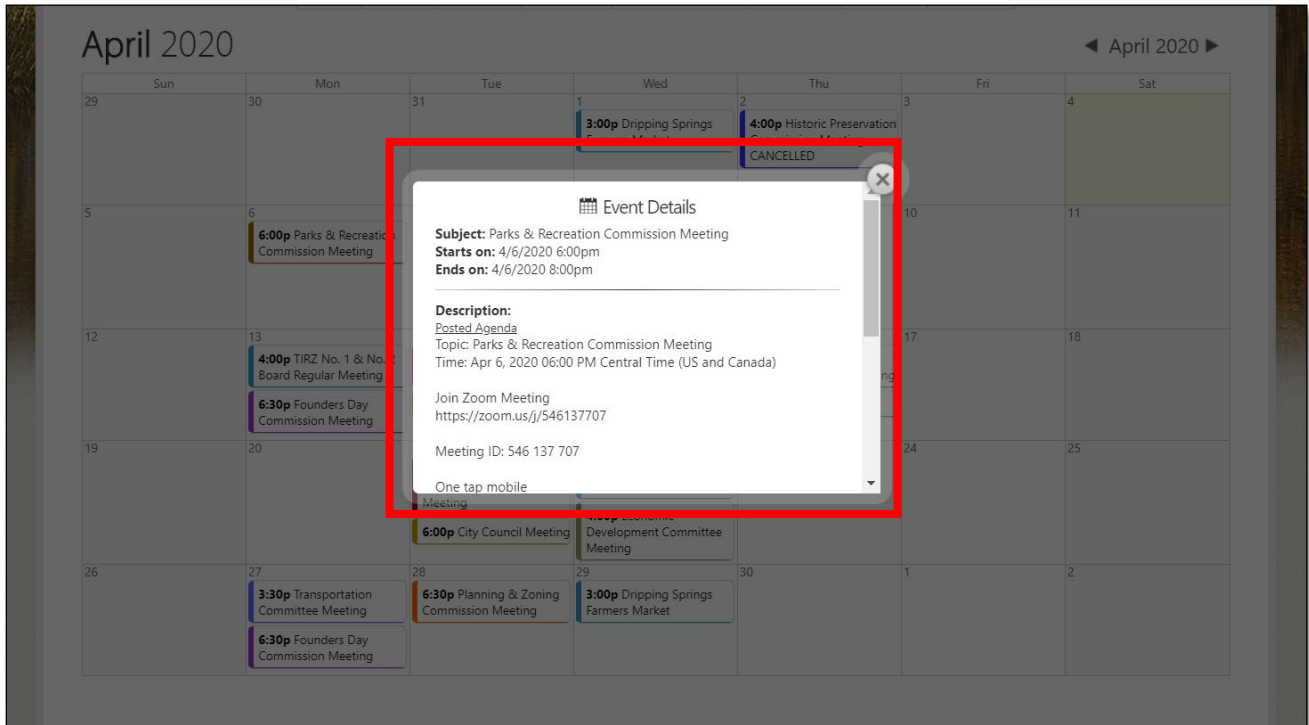 April 2020
◀ April 2020 ▶
Sun Mon Tue Wed Thu Fri Sat
29 30 31 1 2 3 4
3:00p Dripping Springs
4:00p Historic Preservation
CANCELLED
5 6 10 11
6:00p Parks & Recreation
Commission Meeting
Event Details
Subject: Parks & Recreation Commission Meeting
Starts on: 4/6/2020 6:00pm
Ends on: 4/6/2020 8:00pm
Description:
Posted Agenda
Topic: Parks & Recreation Commission Meeting
Time: Apr 6, 2020 06:00 PM Central Time (US and Canada)
Join Zoom Meeting
https://zoom.us/j/546137707
Meeting ID: 546 137 707
One tap mobile
12 13 17 18
4:00p TIRZ No. 1 & No. 2
Board Regular Meeting
6:30p Founders Day
Commission Meeting
19 20 24 25
Meeting
6:00p City Council Meeting
Development Committee
Meeting
26 27 28 29 30 1 2
3:30p Transportation
Committee Meeting
6:30p Founders Day
Commission Meeting
6:30p Planning & Zoning
Commission Meeting
3:00p Dripping Springs
Farmers Market